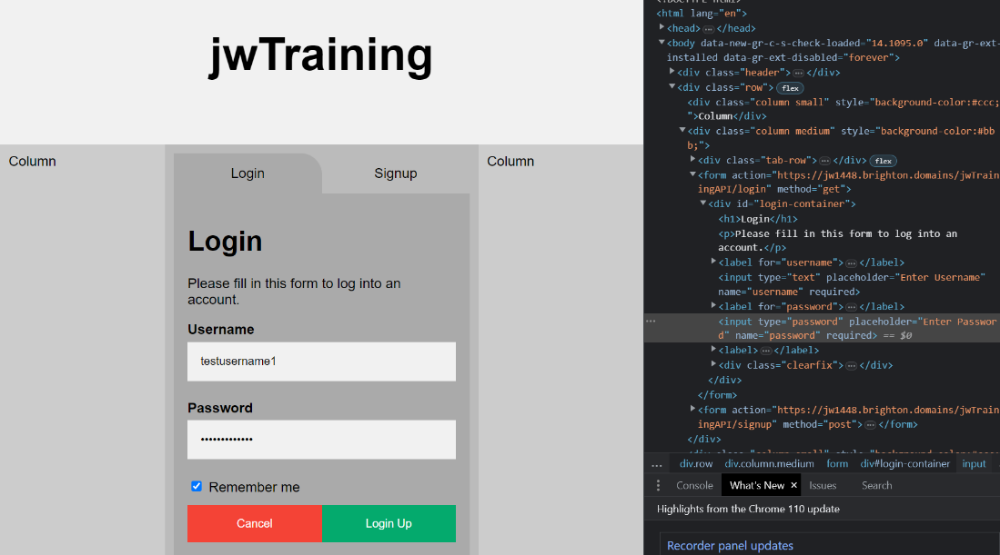 jwTraining
Column
Login
Signup
Column
Login
Please fill in this form to log into an
account.
Username
testusername1
Password
•••••••••••••
Remember me
Cancel
Login Up
<html lang="en">
<head> ··· </head>
<body data-new-gr-c-s-check-loaded="14.1095.0" data-gr-ext-
installed data-gr-ext-disabled="forever">
<div class="header"> ··· </div>
<div class="row"> flex
<div class="column small" style="background-color:#ccc;
">Column</div>
<div class="column medium" style="background-color:#bb
b;">
<div class="tab-row"> ··· </div> flex
<form action="https://jw1448.brighton.domains/jwTrain
ingAPI/login" method="get">
<div id="login-container">
<h1>Login</h1>
<p>Please fill in this form to log into an
account.</p>
<label for="username"> ··· </label>
<input type="text" placeholder="Enter Username"
name="username" required>
<label for="password"> ··· </label>
··· <input type="password" placeholder="Enter Passwor
d" name="password" required> == $0
<label> ··· </label>
<div class="clearfix"> ··· </div>
</div>
</form>
<form action="https://jw1448.brighton.domains/jwTrain
ingAPI/signup" method="post"> ··· </form>
</div>
... div.row div.column.medium form div#login-container input
Console What's New × Issues Search
Highlights from the Chrome 110 update
Recorder panel updates